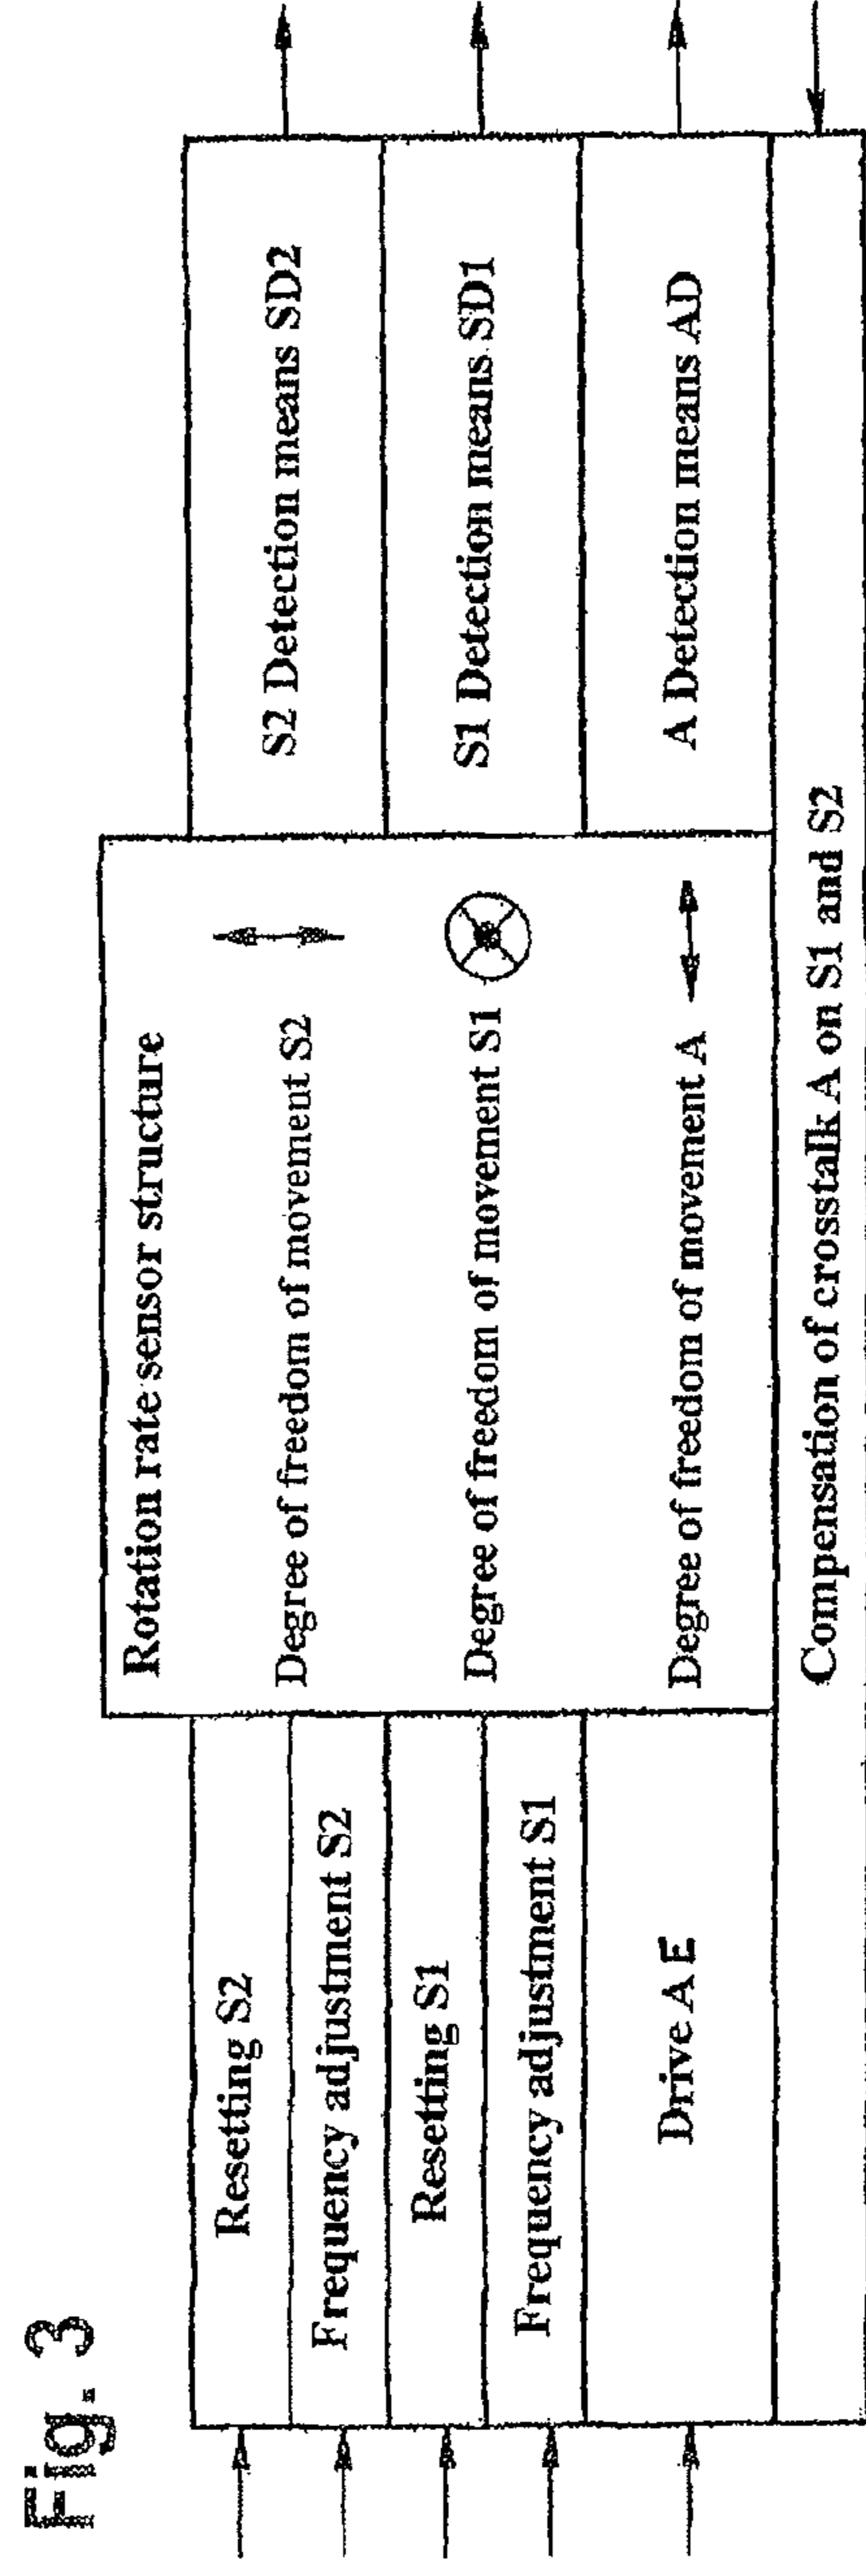 Fig. 3
Resetting S2
Frequency adjustment S2
Resetting S1
Frequency adjustment S1
Drive A E
Rotation rate sensor structure
Degree of freedom of movement S2
Degree of freedom of movement S1
Degree of freedom of movement A
S2 Detection means SD2
S1 Detection means SD1
A Detection means AD
Compensation of crosstalk A on S1 and S2